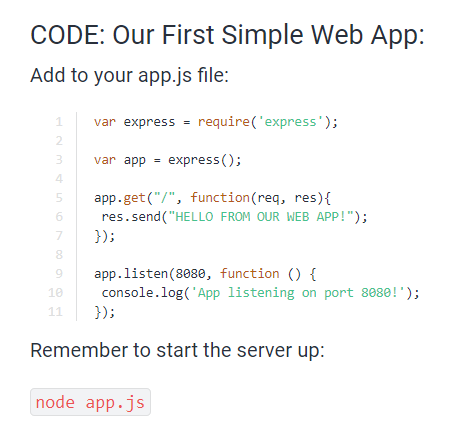 CODE: Our First Simple Web App:
Add to your app.js file:
1 var express = require('express');
2
3 var app = express();
4
5 app.get("/", function(req, res){
6  res.send("HELLO FROM OUR WEB APP!");
7 });
8
9 app.listen(8080, function () {
10  console.log('App listening on port 8080!');
11 });
Remember to start the server up:
node app.js